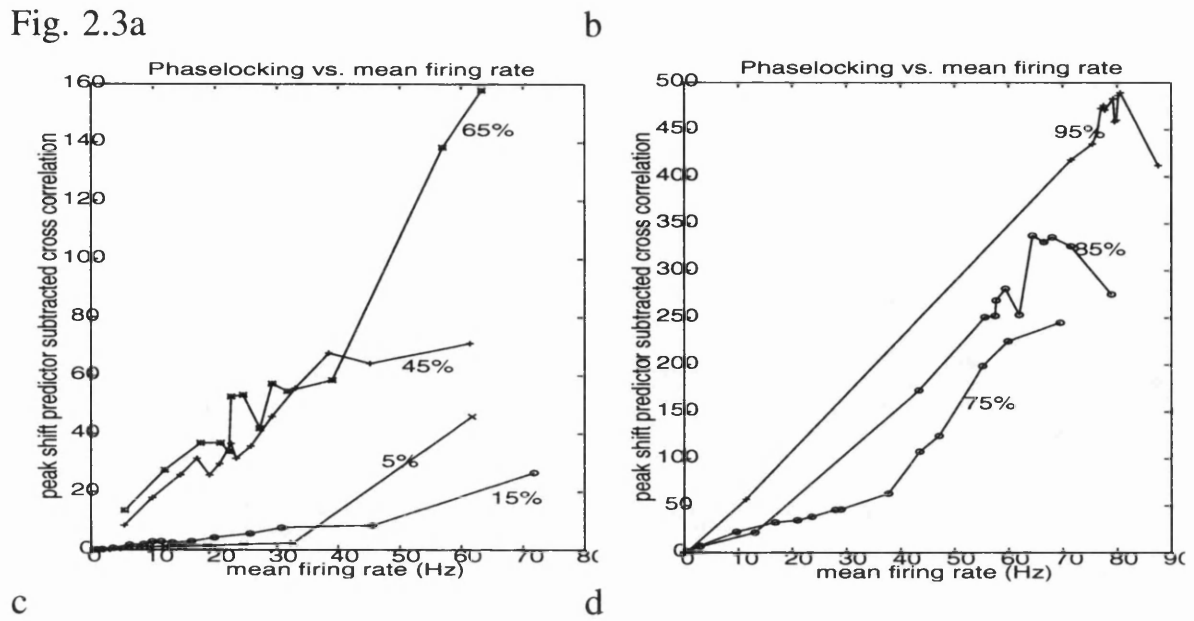 Fig. 2.3a
b
Phaselocking vs. mean firing rate
peak shift predictor subtracted cross correlation
160
140
120
100
80
60
40
20
0
65%
45%
5%
15%
0 10 20 30 40 50 60 70 80
mean firing rate (Hz)
Phaselocking vs. mean firing rate
peak shift predictor subtracted cross correlation
500
450
400
350
300
250
200
150
100
50
0
95%
85%
75%
0 10 20 30 40 50 60 70 80 90
mean firing rate (Hz)
c
d